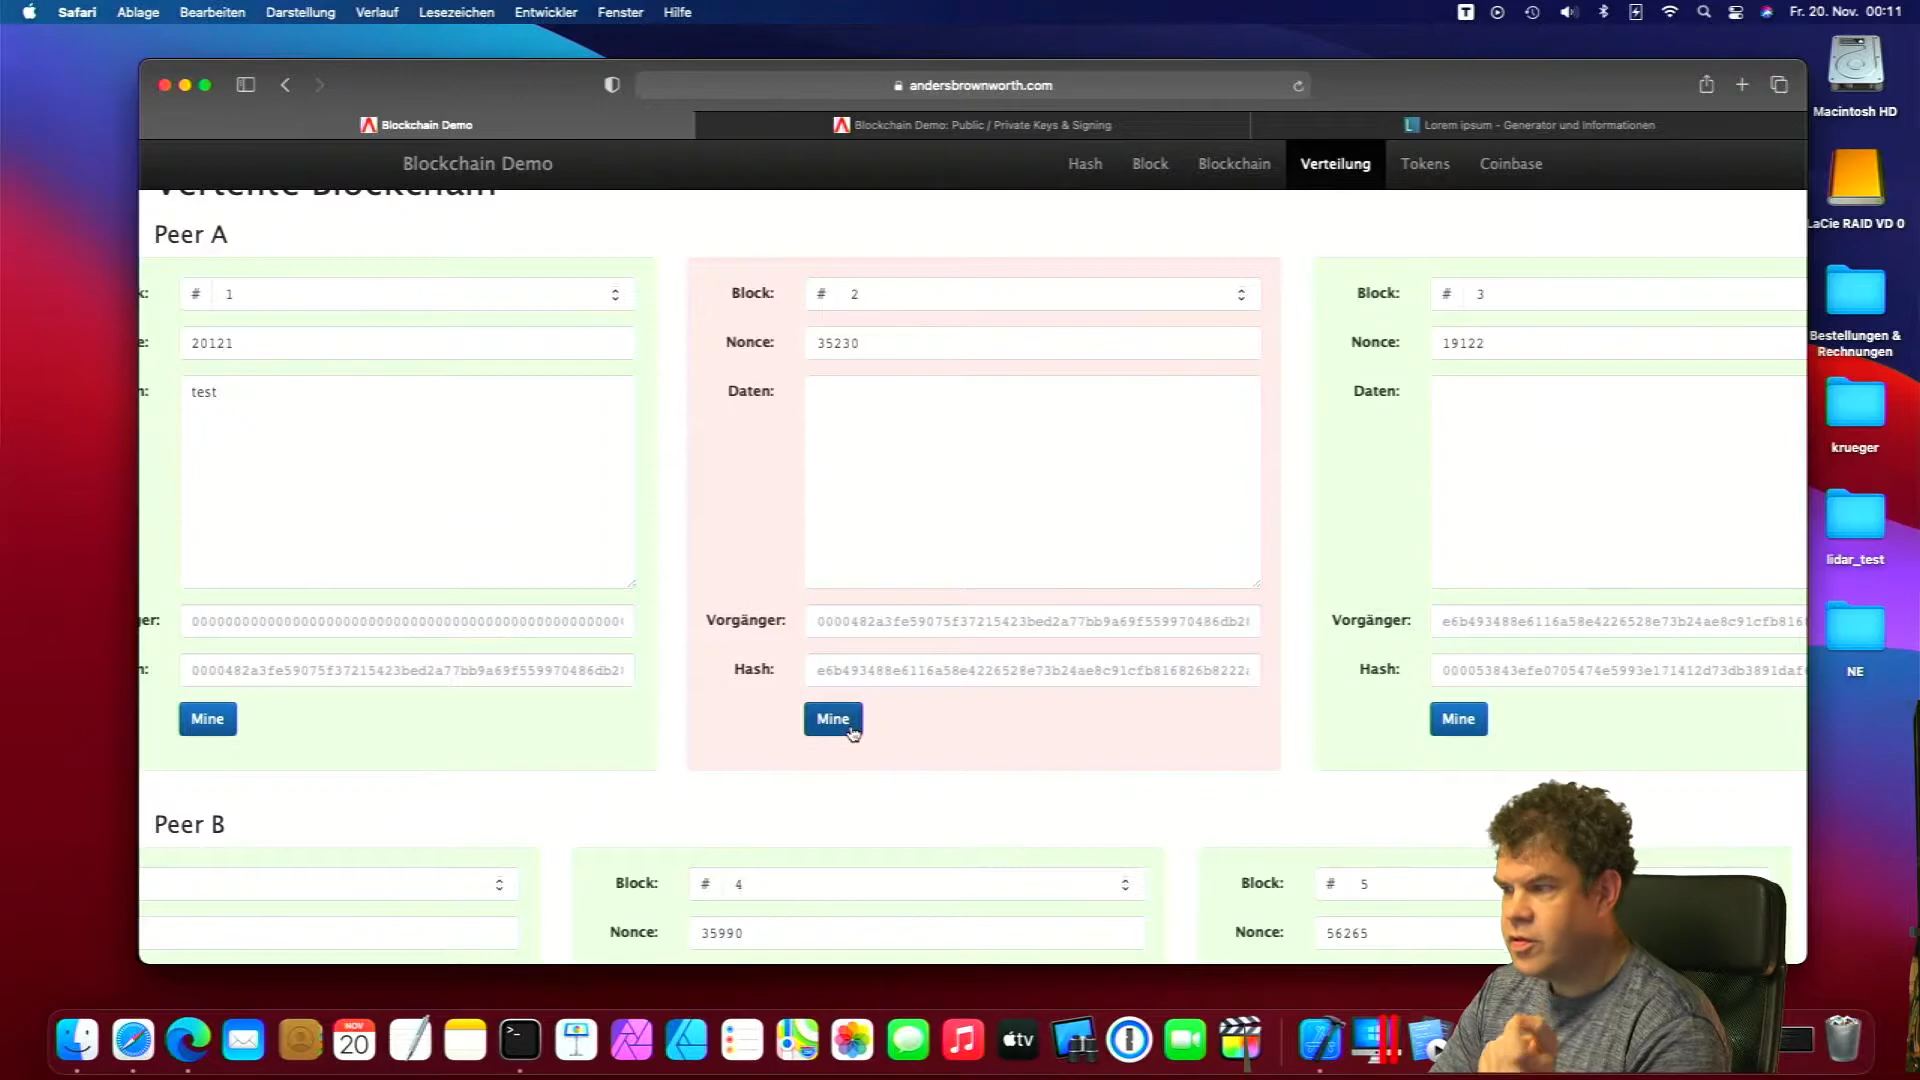 Safari Ablage Bearbeiten Darstellung Verlauf Lesezeichen Entwickler Fenster Hilfe Fr. 20. Nov. 00:11
andersbrownworth.com
Blockchain Demo Blockchain Demo: Public / Private Keys & Signing Lorem ipsum - Generator und Informationen
Blockchain Demo Hash Block Blockchain Verteilung Tokens Coinbase
Verteilte Blockchain
Peer A
k: # 1 Block: # 2 Block: # 3
e: 20121 Nonce: 35230 Nonce: 19122
n: test Daten: Daten:
er: Vorgänger: 0000482a3fe59075f37215423bed2a77bb9a69f559970486db2 Vorgänger: e6b493488e6116a58e4226528e73b24ae8c91cfb816
n: 0000482a3fe59075f37215423bed2a77bb9a69f559970486db2 Hash: e6b493488e6116a58e4226528e73b24ae8c91cfb816826b8222 Hash: 000053843efe0705474e5993e171412d73db3891daf
Mine Mine Mine
Peer B
Block: # 4 Block: # 5
Nonce: 35990 Nonce: 56265
Macintosh HD
LaCie RAID VD 0
Bestellungen &
Rechnungen
krueger
lidar_test
NE
NOV
20
tv